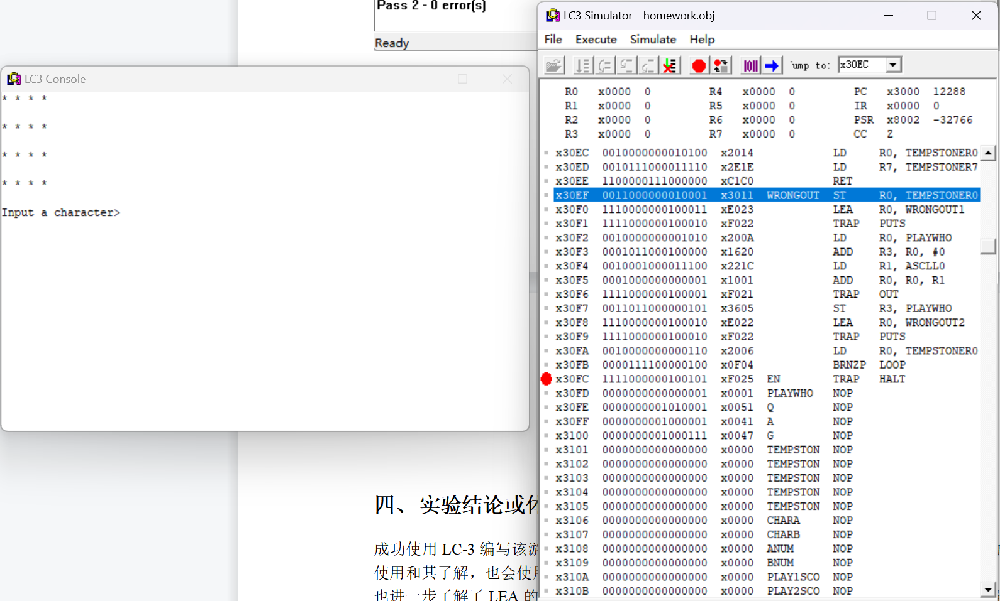 Pass 2 - 0 error(s)
Ready
LC3 Console
* * * *
* * * *
* * * *
* * * *
Input a character>
四、实验结论或
成功使用 LC-3 编写该游
使用和其了解，也会使
也进一步了解了 LEA 的
LC3 Simulator - homework.obj
File Execute Simulate Help
Jump to: x30EC
R0 x0000 0 R4 x0000 0 PC x3000 12288
R1 x0000 0 R5 x0000 0 IR x0000 0
R2 x0000 0 R6 x0000 0 PSR x8002 -32766
R3 x0000 0 R7 x0000 0 CC Z
x30EC 0010000000010100 x2014 LD R0, TEMPSTONER0
x30ED 0010111000011110 x2E1E LD R7, TEMPSTONER7
x30EE 1100000111000000 xC1C0 RET
x30EF 0011000000010001 x3011 WRONGOUT ST R0, TEMPSTONER0
x30F0 1110000000100011 xE023 LEA R0, WRONGOUT1
x30F1 1111000000100010 xF022 TRAP PUTS
x30F2 0010000000001010 x200A LD R0, PLAYWHO
x30F3 0001011000100000 x1620 ADD R3, R0, #0
x30F4 0010001000011100 x221C LD R1, ASCLL0
x30F5 0001000000000001 x1001 ADD R0, R0, R1
x30F6 1111000000100001 xF021 TRAP OUT
x30F7 0011011000000101 x3605 ST R3, PLAYWHO
x30F8 1110000000100010 xE022 LEA R0, WRONGOUT2
x30F9 1111000000100010 xF022 TRAP PUTS
x30FA 0010000000000110 x2006 LD R0, TEMPSTONER0
x30FB 0000111100000100 x0F04 BRNZP LOOP
x30FC 1111000000100101 xF025 EN TRAP HALT
x30FD 0000000000000001 x0001 PLAYWHO NOP
x30FE 0000000001010001 x0051 Q NOP
x30FF 0000000001000001 x0041 A NOP
x3100 0000000001000111 x0047 G NOP
x3101 0000000000000000 x0000 TEMPSTON NOP
x3102 0000000000000000 x0000 TEMPSTON NOP
x3103 0000000000000000 x0000 TEMPSTON NOP
x3104 0000000000000000 x0000 TEMPSTON NOP
x3105 0000000000000000 x0000 TEMPSTON NOP
x3106 0000000000000000 x0000 CHARA NOP
x3107 0000000000000000 x0000 CHARB NOP
x3108 0000000000000000 x0000 ANUM NOP
x3109 0000000000000000 x0000 BNUM NOP
x310A 0000000000000000 x0000 PLAY1SCO NOP
x310B 0000000000000000 x0000 PLAY2SCO NOP